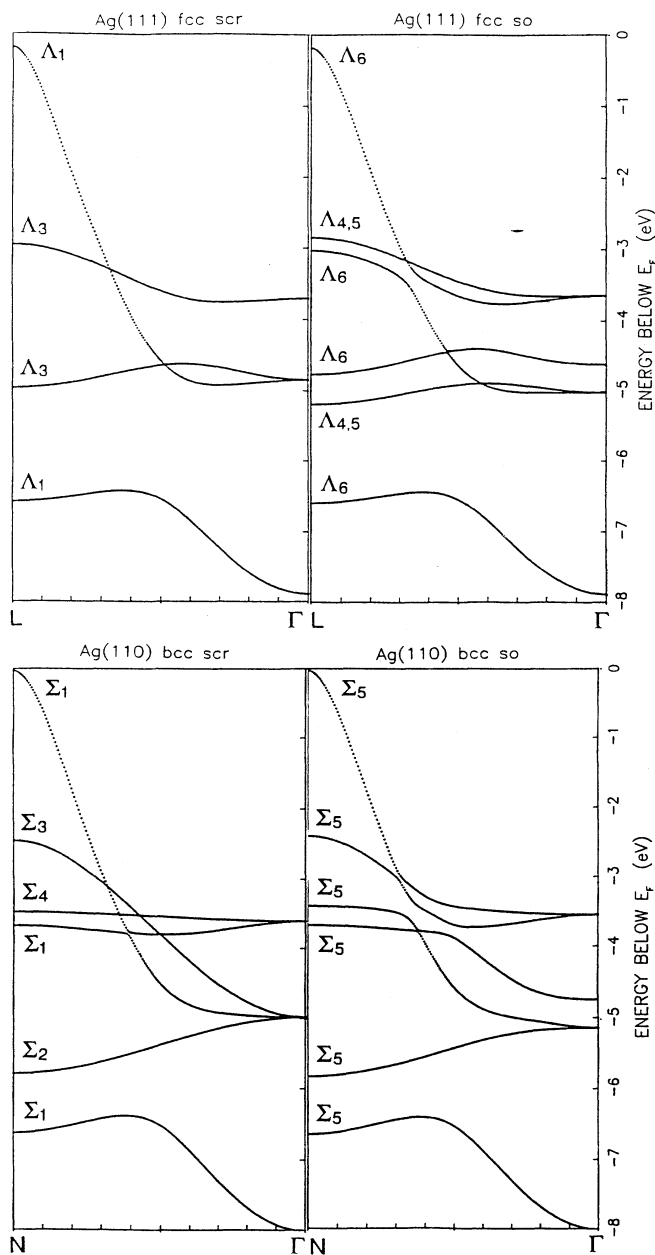 Ag(111) fcc scr
Ag(111) fcc so
Λ1
Λ3
Λ3
Λ1
Λ6
Λ4,5
Λ6
Λ6
Λ4,5
Λ6
0
-1
-2
-3
-4
-5
-6
-7
-8
ENERGY BELOW EF (eV)
L
Γ
L
Γ
Ag(110) bcc scr
Ag(110) bcc so
Σ1
Σ3
Σ4
Σ1
Σ2
Σ1
Σ5
Σ5
Σ5
Σ5
Σ5
Σ5
0
-1
-2
-3
-4
-5
-6
-7
-8
ENERGY BELOW EF (eV)
N
Γ
N
Γ